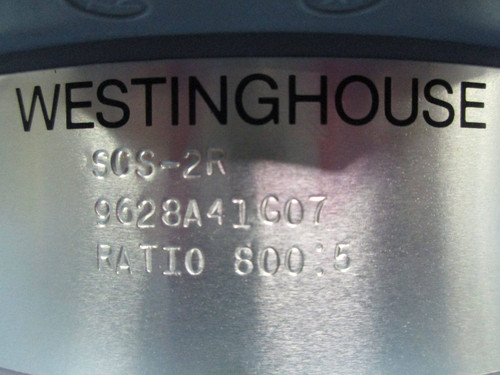 WESTINGHOUSE
SCS-2R
9628A41G07
RATIO 800:5